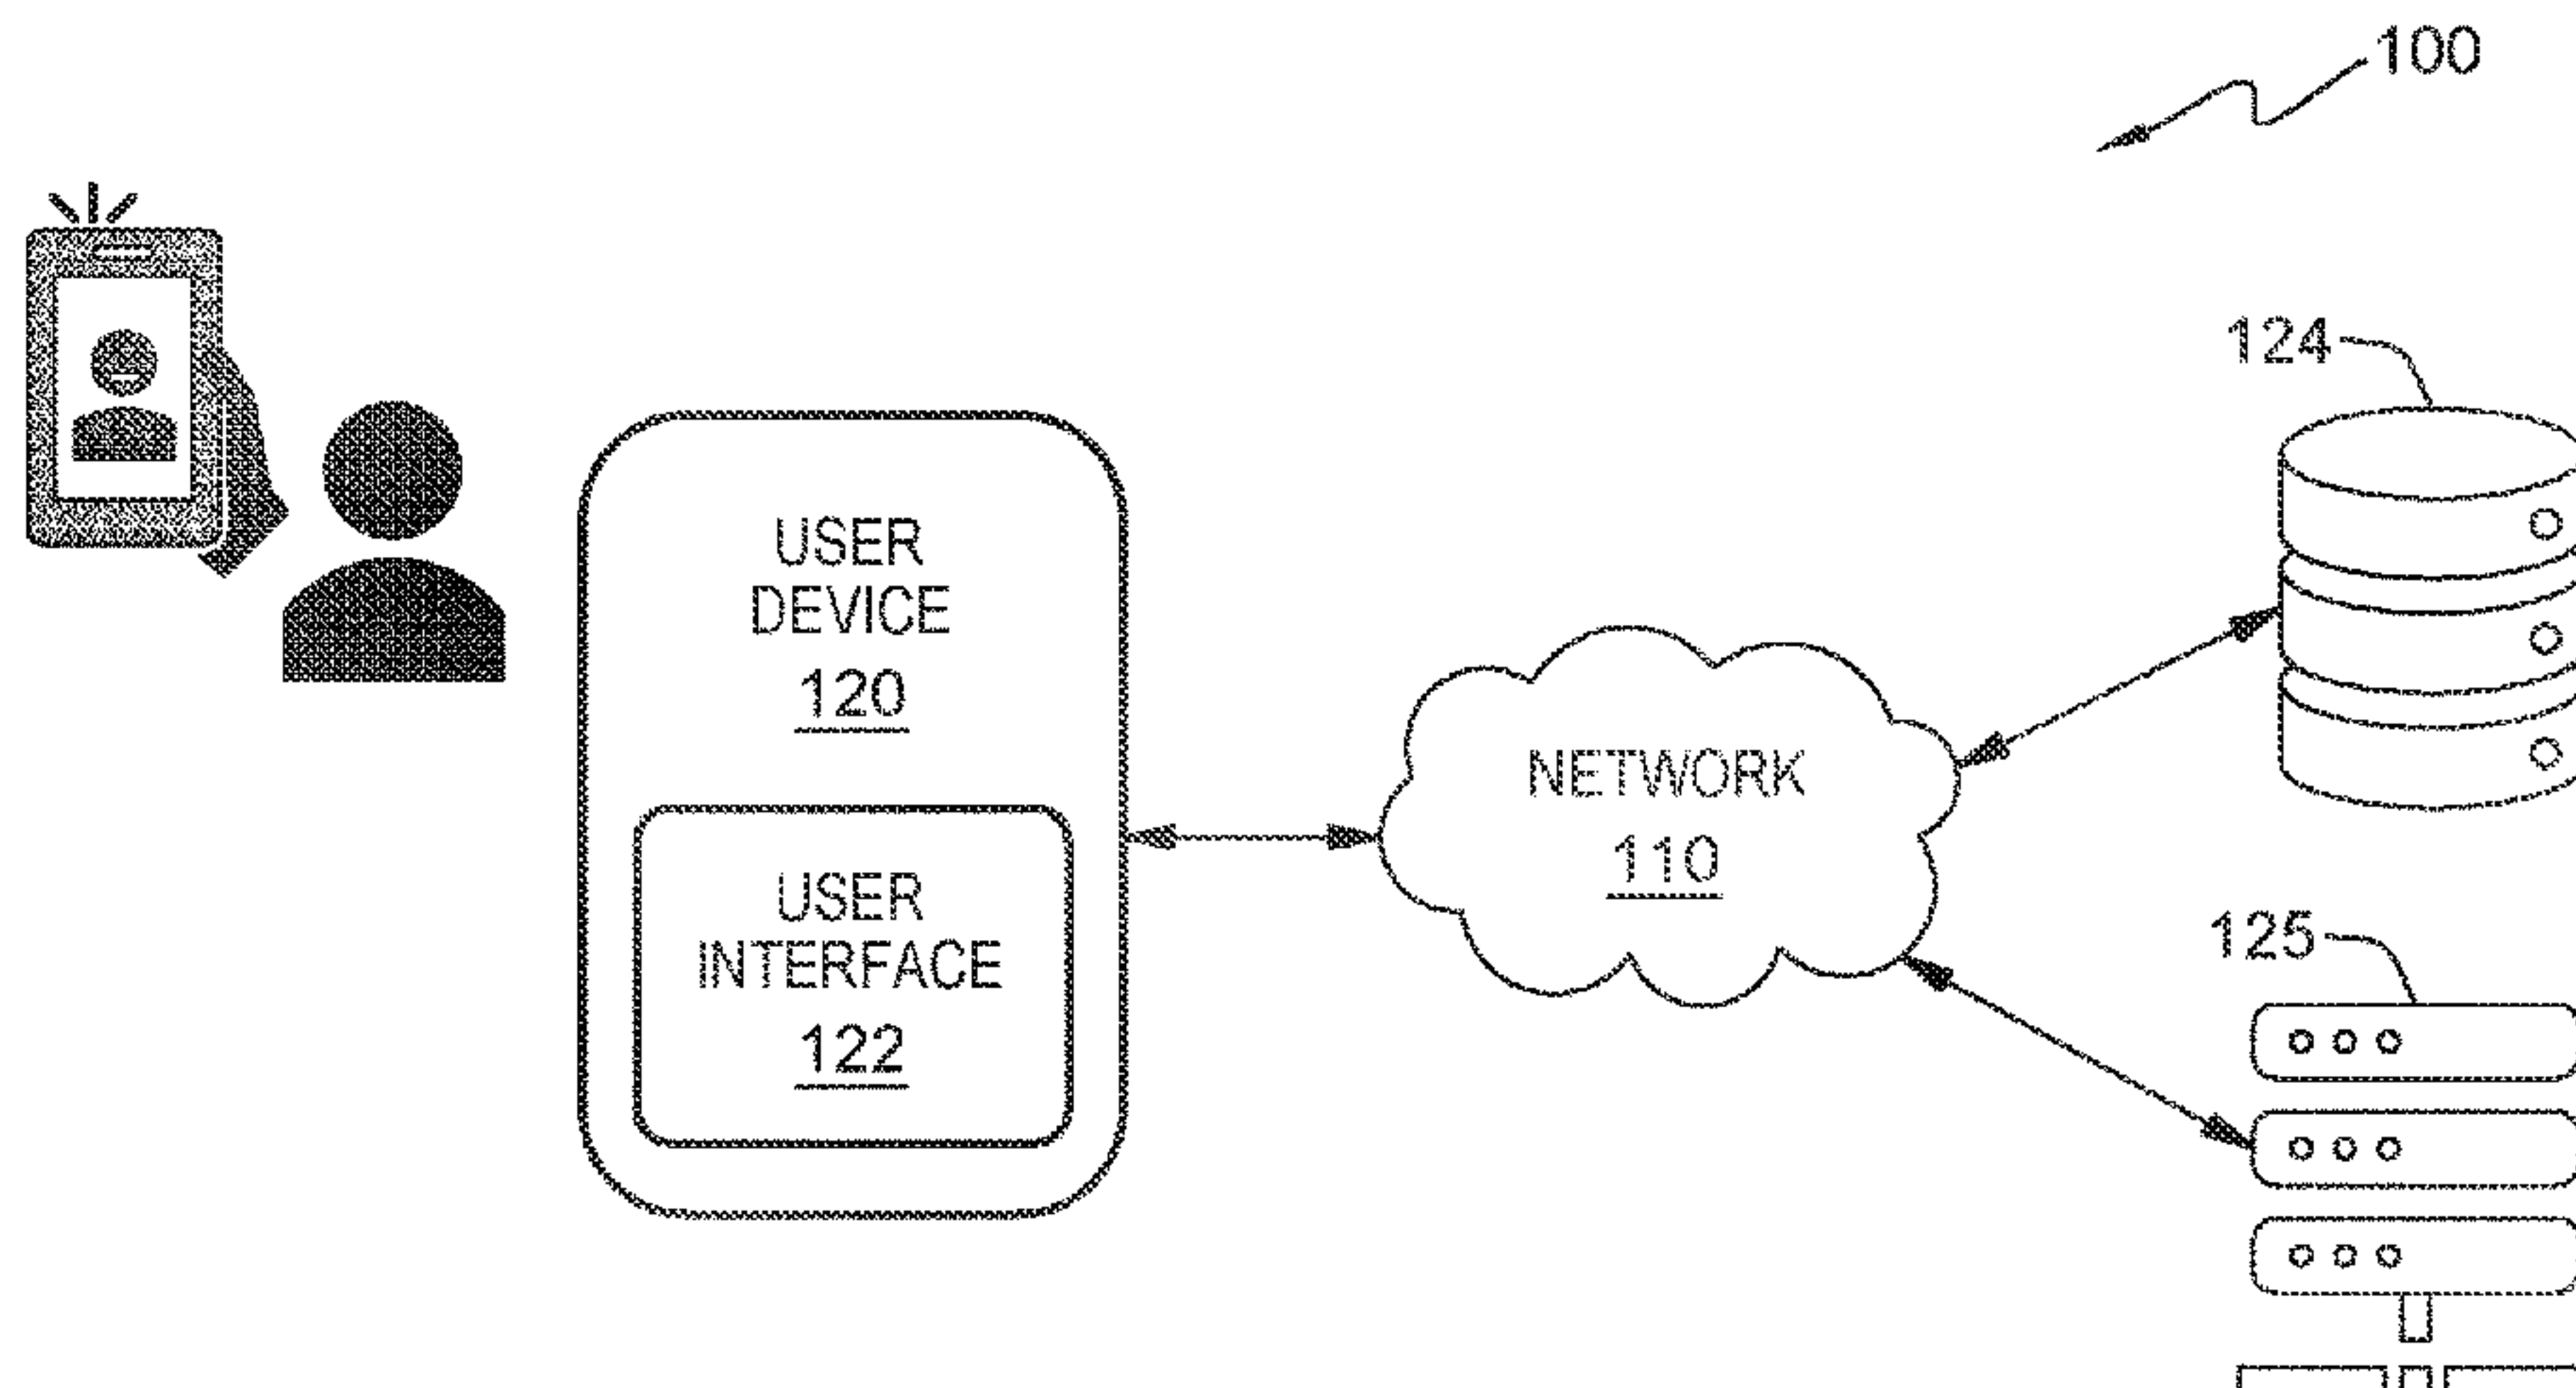 100
124
USER
DEVICE
120
NETWORK
110
USER
INTERFACE
122
125